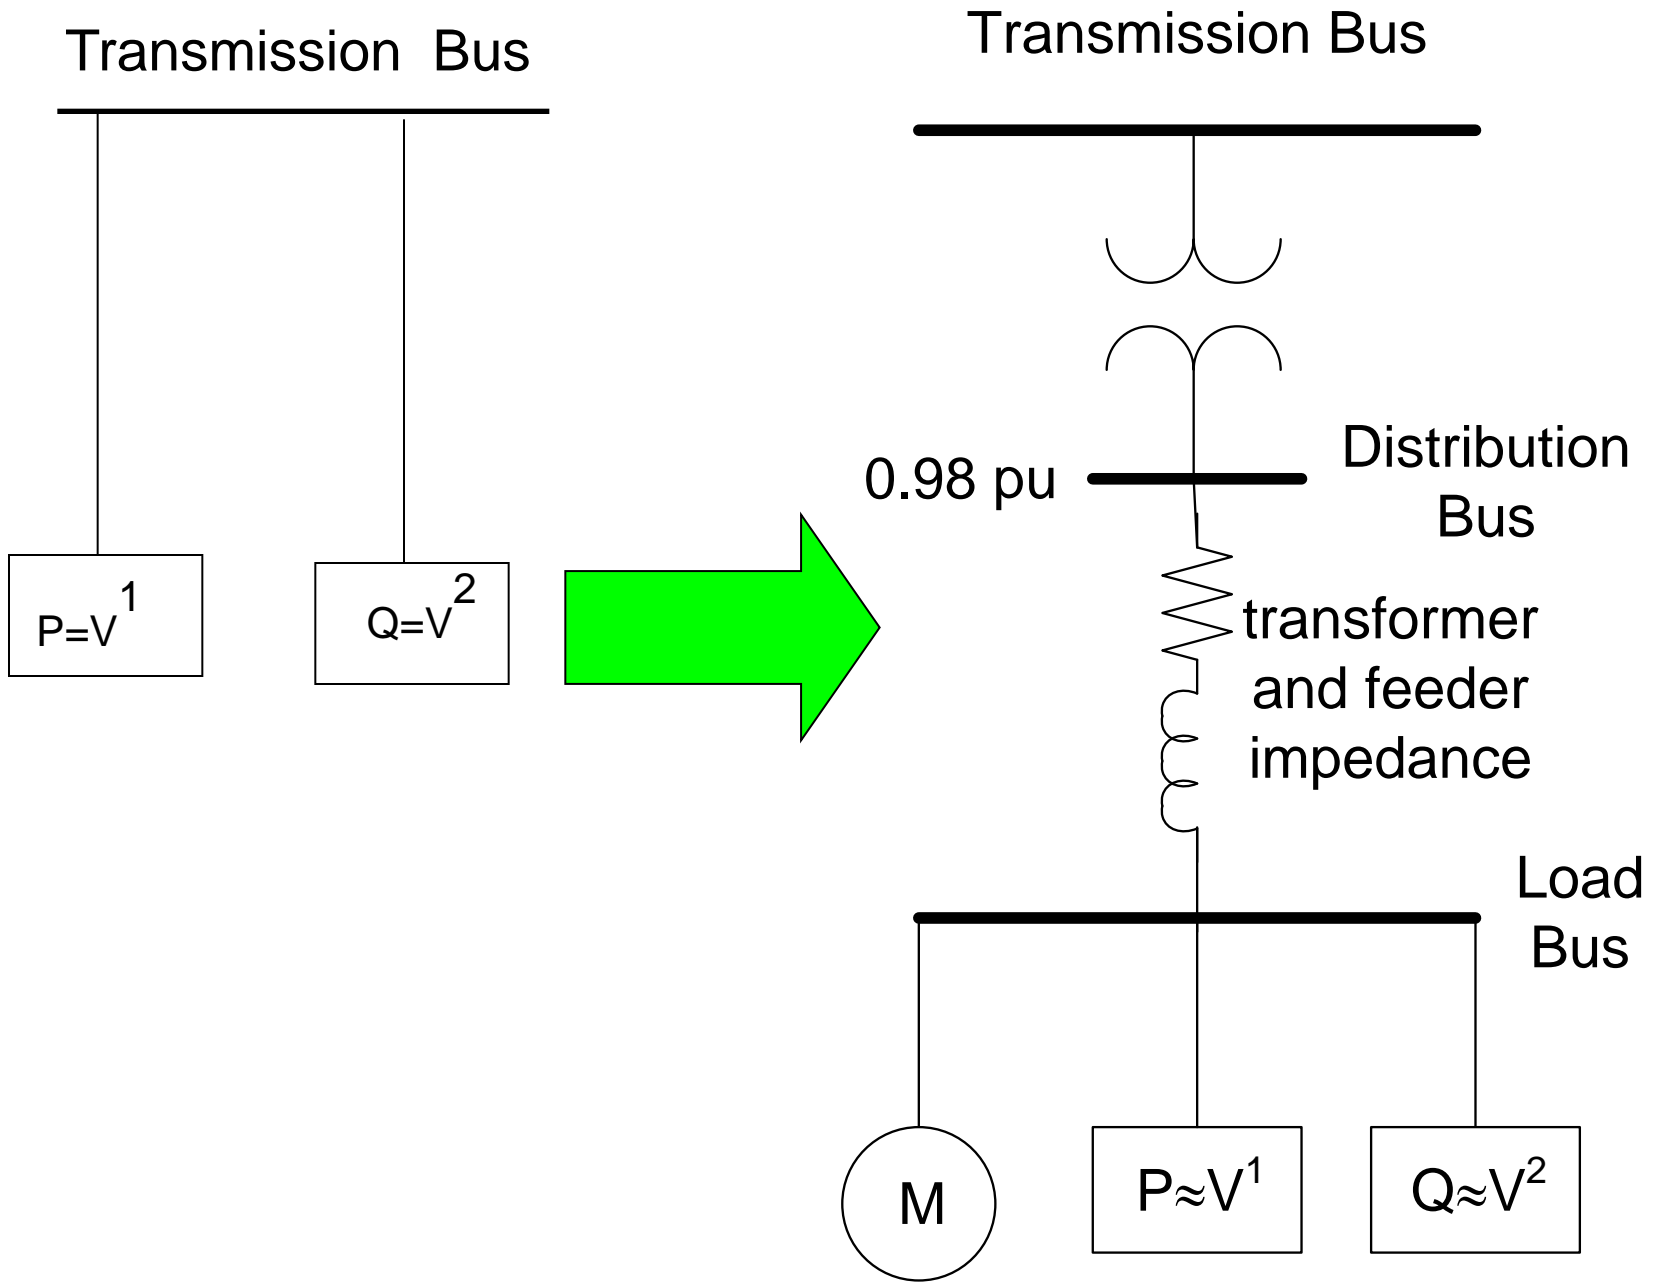 Transmission Bus
P=V1
Q=V2
Transmission Bus
0.98 pu
Distribution
Bus
transformer
and feeder
impedance
Load
Bus
M
P≈V1
Q≈V2